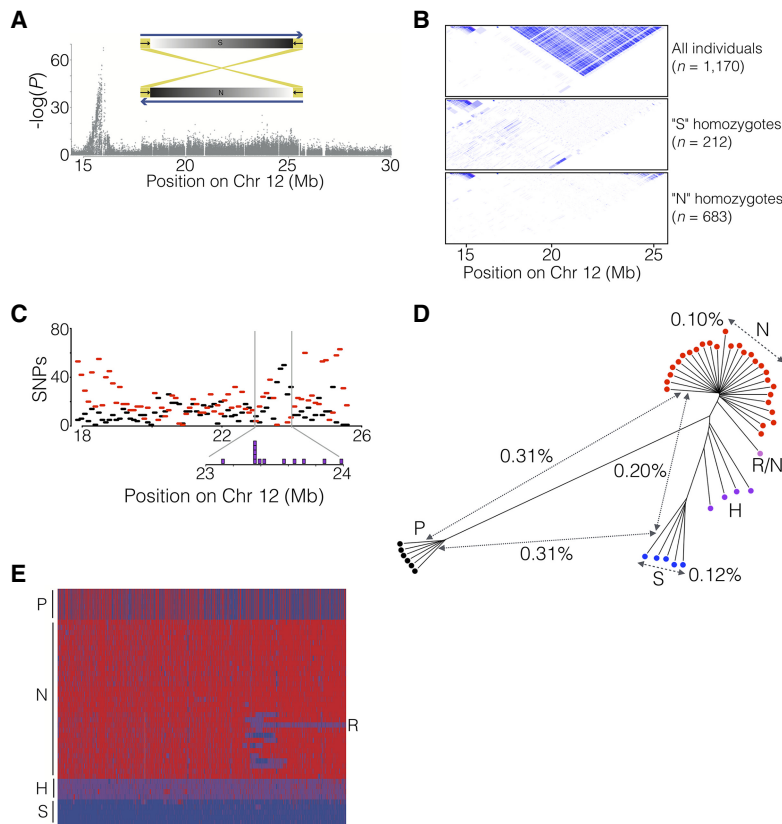 A
S
N
-log(P)
60
30
0
15
20
25
30
Position on Chr 12 (Mb)
B
All individuals
(n = 1,170)
"S" homozygotes
(n = 212)
"N" homozygotes
(n = 683)
15
20
25
Position on Chr 12 (Mb)
C
SNPs
80
40
0
18
22
26
23
24
Position on Chr 12 (Mb)
D
0.10%
N
R/N
0.31%
0.20%
H
P
0.31%
S
0.12%
E
P
N
R
H
S